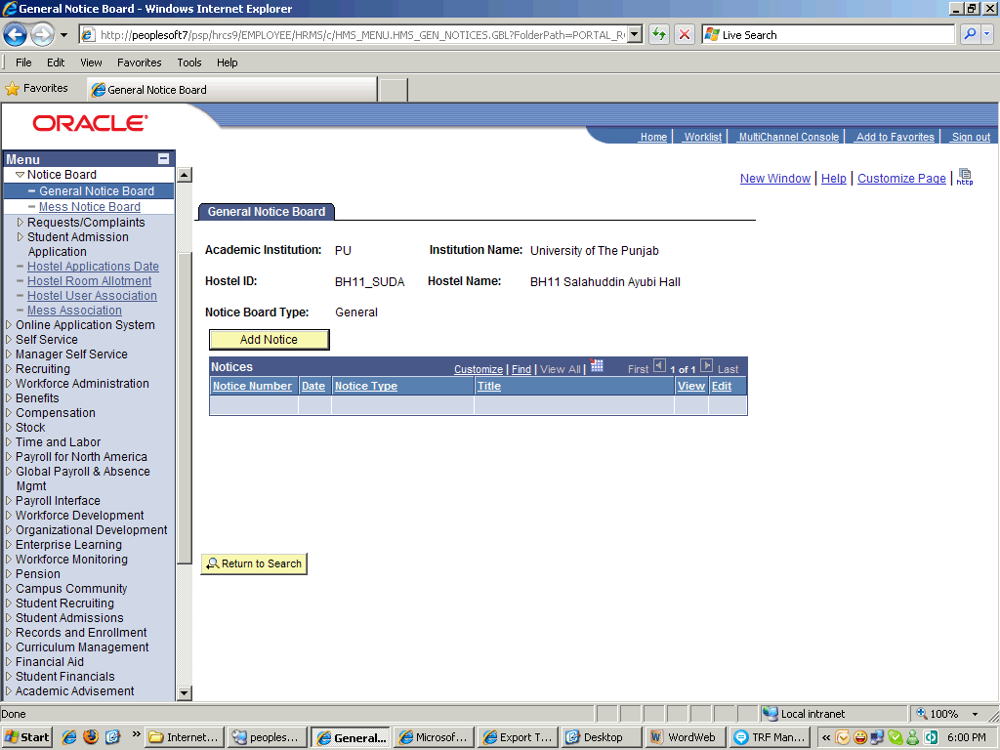 General Notice Board - Windows Internet Explorer
http://peoplesoft7/psp/hrcs9/EMPLOYEE/HRMS/c/HMS_MENU.HMS_GEN_NOTICES.GBL?FolderPath=PORTAL_R Live Search
File Edit View Favorites Tools Help
Favorites General Notice Board
ORACLE
Home Worklist MultiChannel Console Add to Favorites Sign out
Menu
Notice Board
General Notice Board
Mess Notice Board
Requests/Complaints
Student Admission
Application
Hostel Applications Date
Hostel Room Allotment
Hostel User Association
Mess Association
Online Application System
Self Service
Manager Self Service
Recruiting
Workforce Administration
Benefits
Compensation
Stock
Time and Labor
Payroll for North America
Global Payroll & Absence
Mgmt
Payroll Interface
Workforce Development
Organizational Development
Enterprise Learning
Workforce Monitoring
Pension
Campus Community
Student Recruiting
Student Admissions
Records and Enrollment
Curriculum Management
Financial Aid
Student Financials
Academic Advisement
New Window | Help | Customize Page | http
General Notice Board
Academic Institution: PU Institution Name: University of The Punjab
Hostel ID: BH11_SUDA Hostel Name: BH11 Salahuddin Ayubi Hall
Notice Board Type: General
Add Notice
Notices Customize | Find | View All | First 1 of 1 Last
Notice Number Date Notice Type Title View Edit
Return to Search
Done Local intranet 100%
Start » Internet... peoples... General... Microsof... Export T... Desktop WordWeb TRF Man... « 6:00 PM